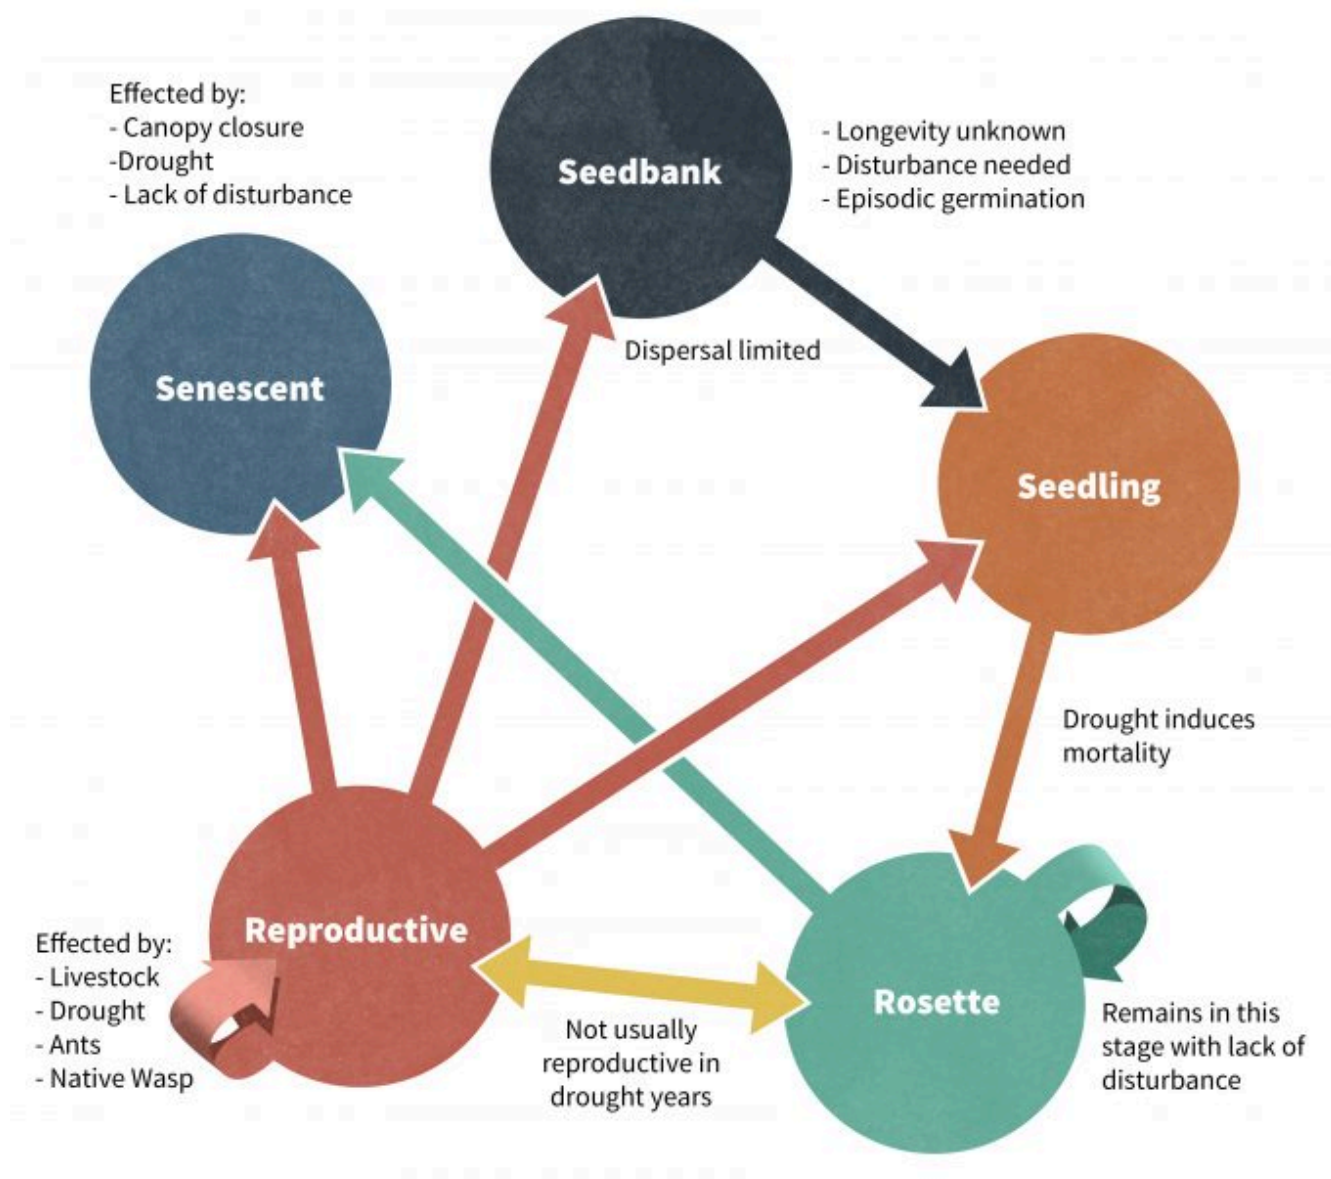 Effected by:
- Canopy closure
-Drought
- Lack of disturbance
Seedbank
- Longevity unknown
- Disturbance needed
- Episodic germination
Senescent
Dispersal limited
Seedling
Drought induces
mortality
Reproductive
Effected by:
- Livestock
- Drought
- Ants
- Native Wasp
Not usually
reproductive in
drought years
Rosette
Remains in this
stage with lack of
disturbance